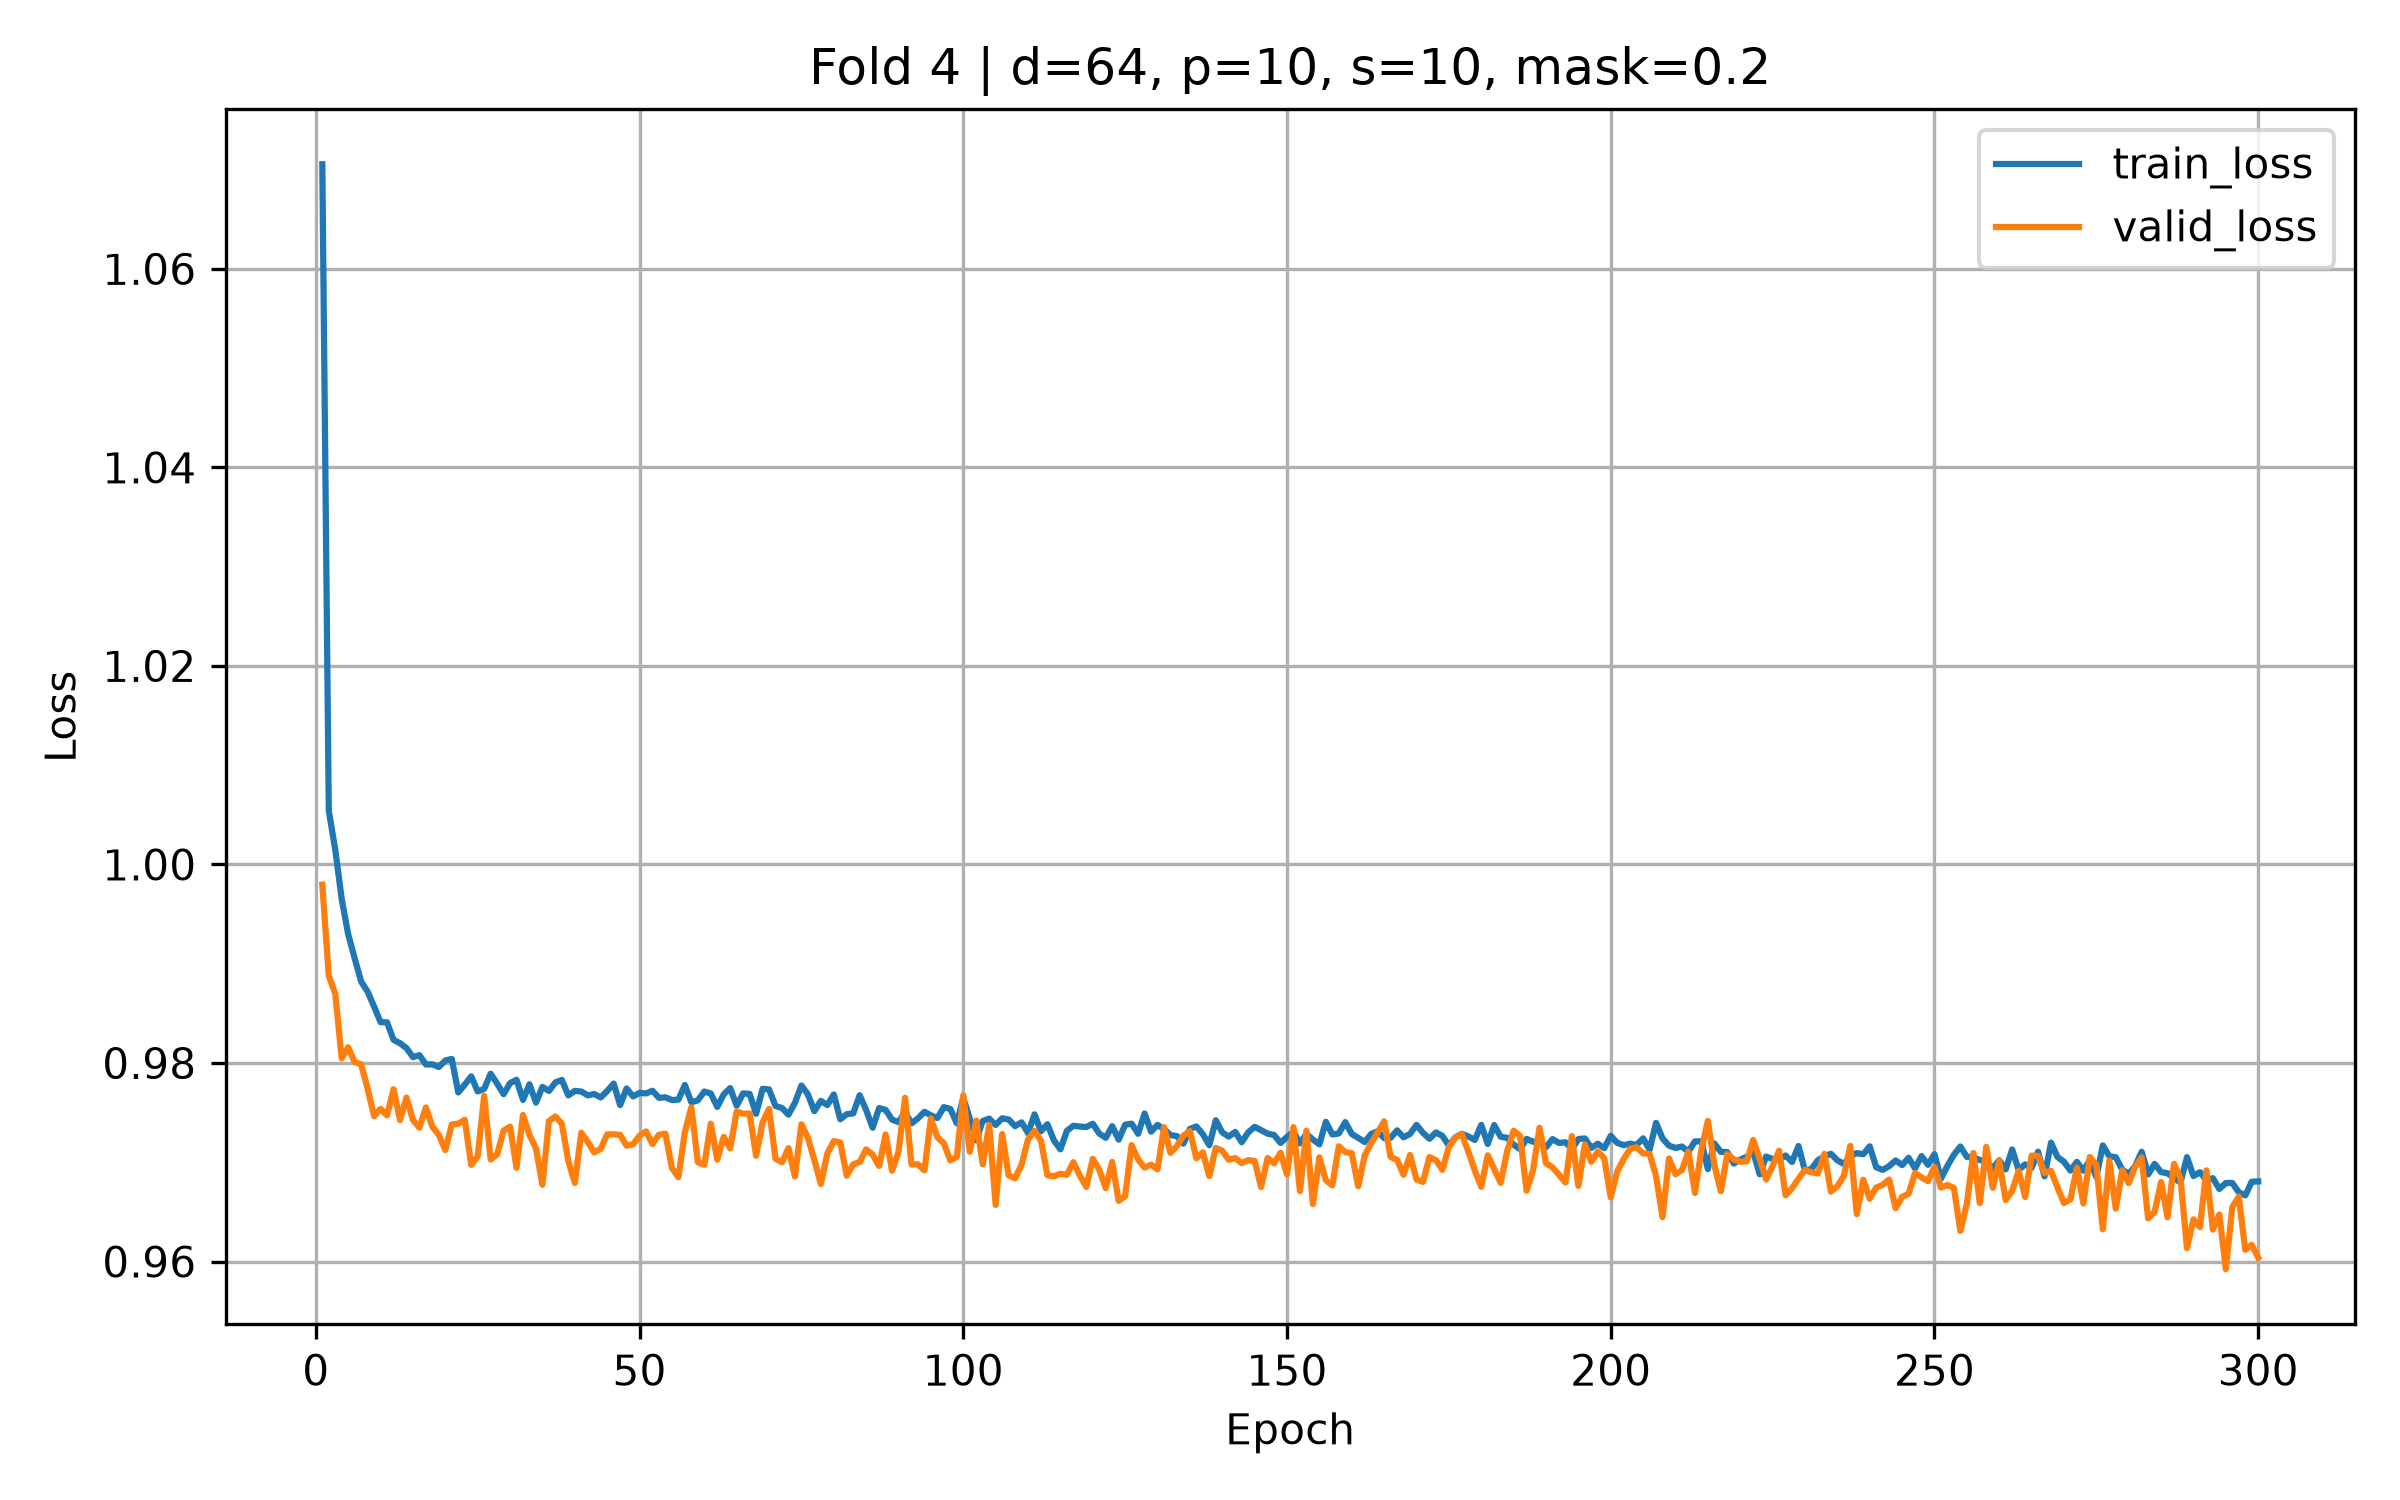 Fold 4 | d=64, p=10, s=10, mask=0.2
train_loss
valid_loss
1.06
1.04
1.02
1.00
0.98
0.96
Loss
0 50 100 150 200 250 300
Epoch